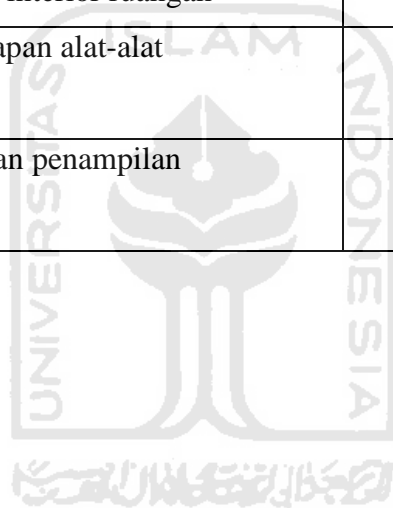 interior ruangan
apan alat-alat
an penampilan
UNIVERSITAS
ISLAM
INDONESIA